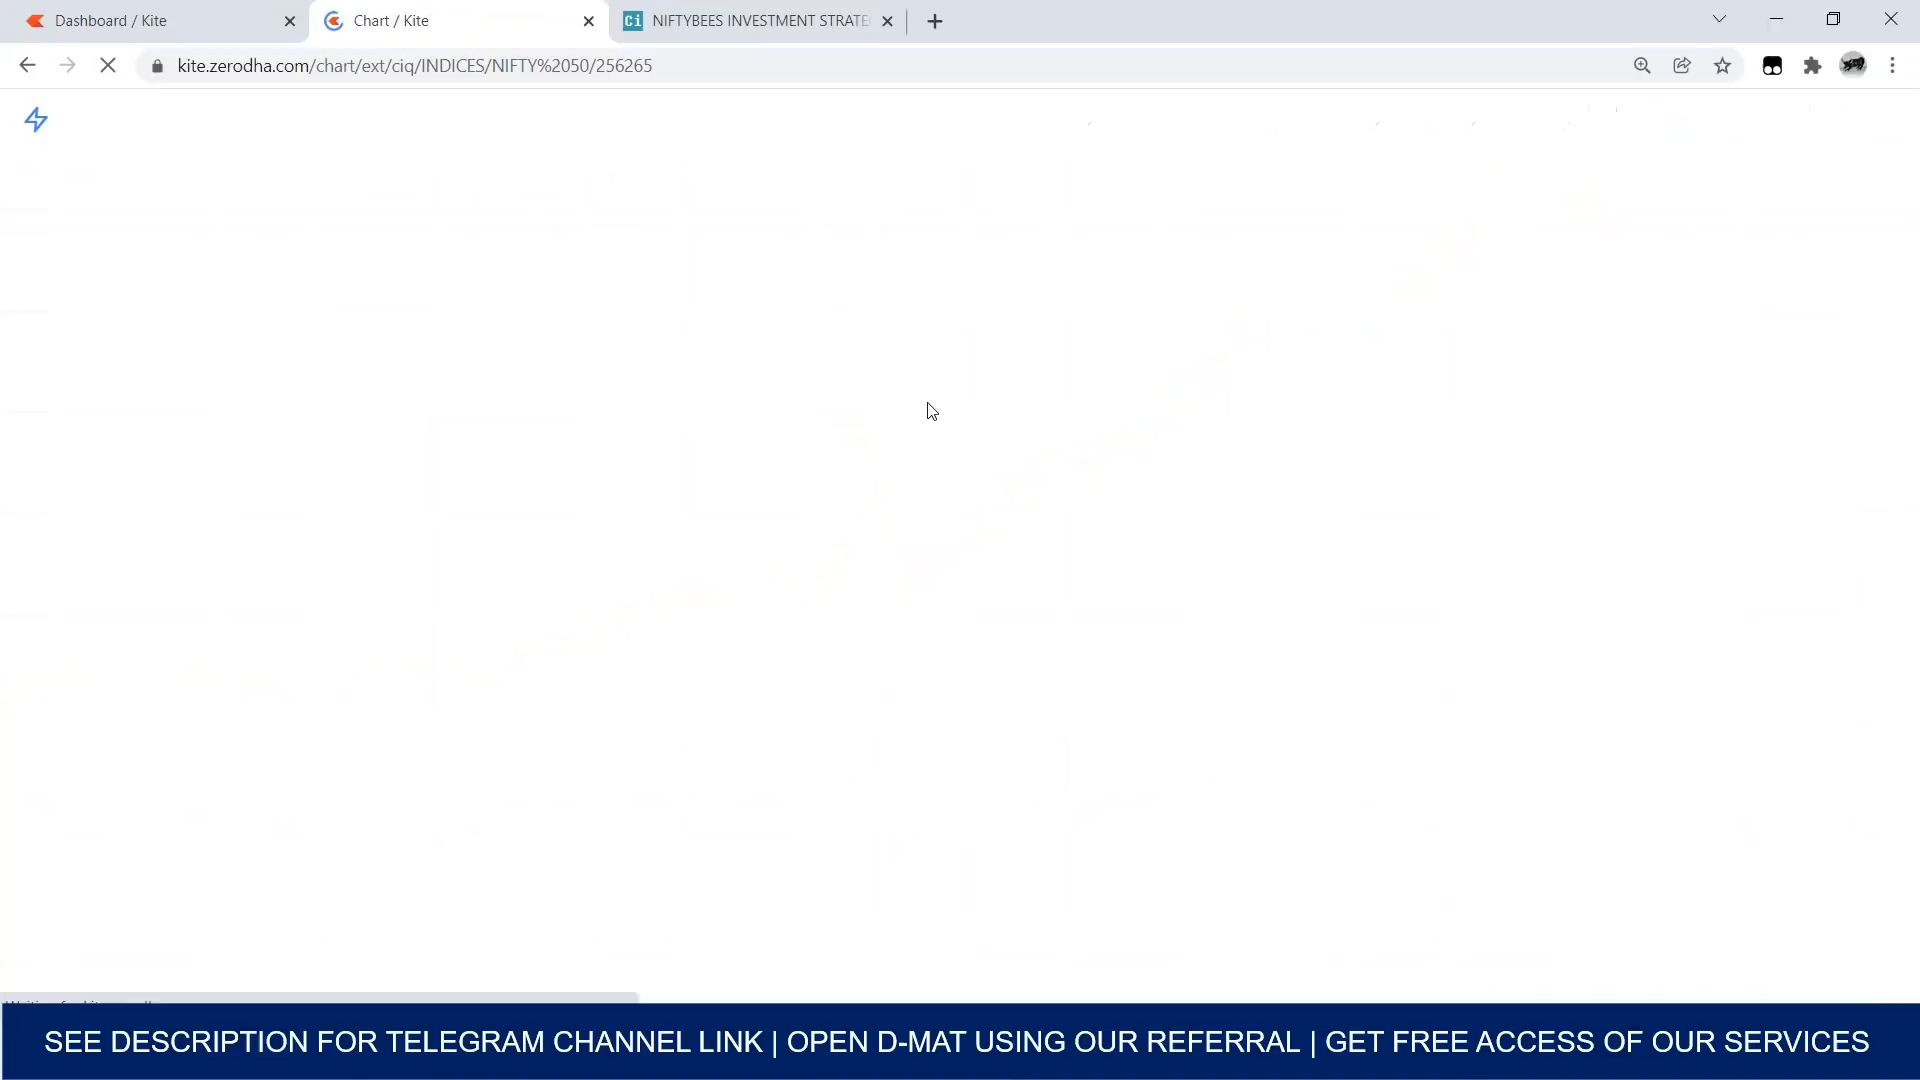 Dashboard / Kite
Chart / Kite
Ci NIFTYBEES INVESTMENT STRATE
kite.zerodha.com/chart/ext/ciq/INDICES/NIFTY%2050/256265
SEE DESCRIPTION FOR TELEGRAM CHANNEL LINK | OPEN D-MAT USING OUR REFERRAL | GET FREE ACCESS OF OUR SERVICES